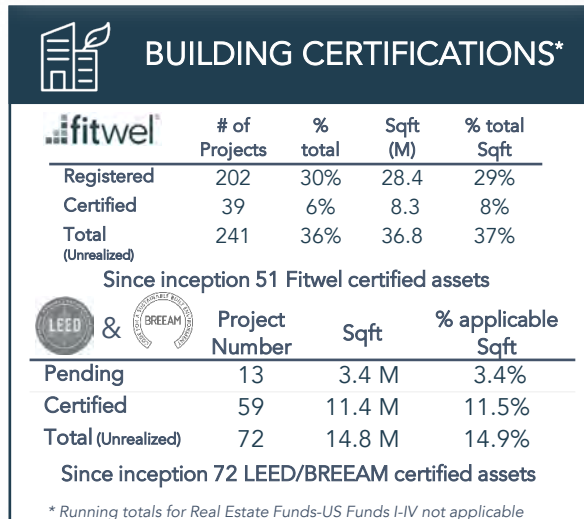 BUILDING CERTIFICATIONS*
fitwel # of Projects % total Sqft (M) % total Sqft
Registered 202 30% 28.4 29%
Certified 39 6% 8.3 8%
Total (Unrealized) 241 36% 36.8 37%
Since inception 51 Fitwel certified assets
LEED & BREEAM Project Number Sqft % applicable Sqft
Pending 13 3.4 M 3.4%
Certified 59 11.4 M 11.5%
Total (Unrealized) 72 14.8 M 14.9%
Since inception 72 LEED/BREEAM certified assets
* Running totals for Real Estate Funds-US Funds I-IV not applicable